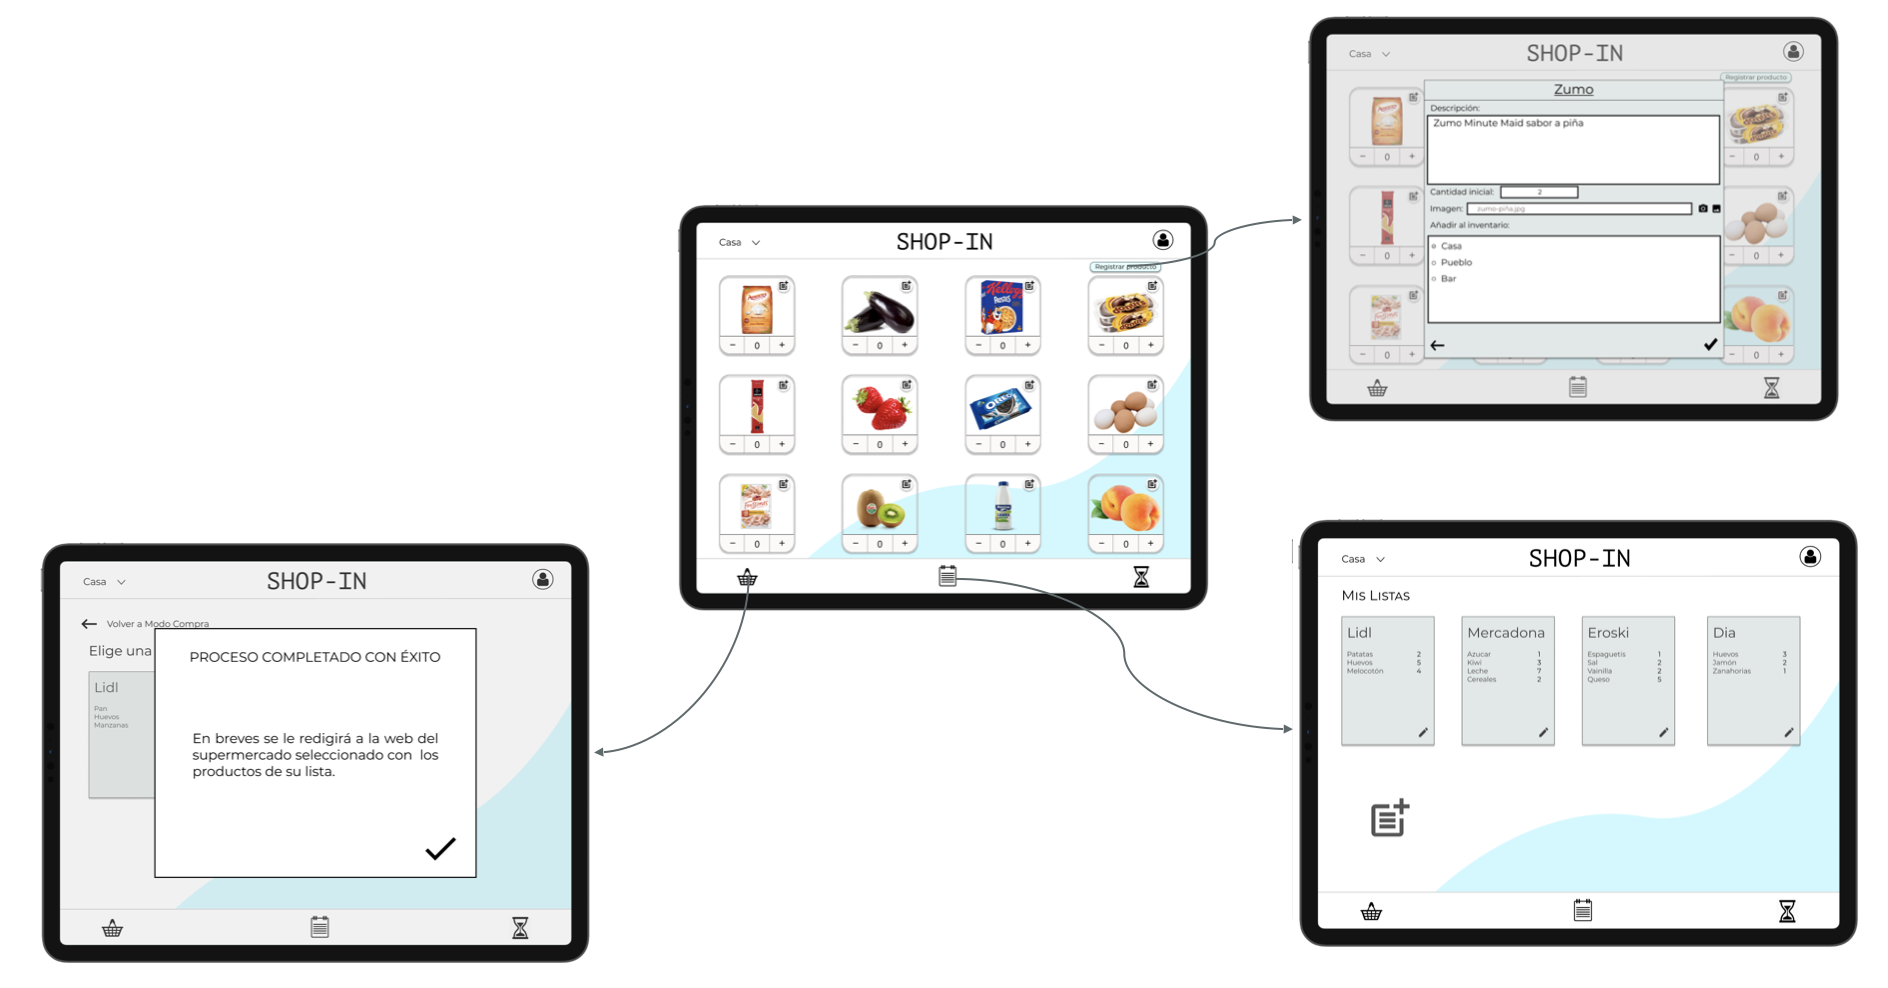 Casa
SHOP-IN
Registrar producto
Zumo
Descripción:
Zumo Minute Maid sabor a piña
Cantidad inicial:
2
Imagen:
zumo-piña.jpg
Añadir al inventario:
Casa
Pueblo
Bar
- 0 +
- 0 +
- 0 +
- 0 +
- 0 +
- 0 +
Casa
SHOP-IN
Registrar producto
- 0 +
- 0 +
- 0 +
- 0 +
OREO
- 0 +
- 0 +
- 0 +
- 0 +
- 0 +
- 0 +
- 0 +
- 0 +
Casa
SHOP-IN
Volver a Modo Compra
Elige una
Lidl
Pan
Huevos
Manzanas
PROCESO COMPLETADO CON ÉXITO
En breves se le redigirá a la web del
supermercado seleccionado con los
productos de su lista.
Casa
SHOP-IN
MIS LISTAS
Lidl
Patatas 2
Huevos 5
Melocotón 4
Mercadona
Azucar 1
Kiwi 3
Leche 7
Cereales 2
Eroski
Espaguetis 1
Sal 2
Vainilla 2
Queso 5
Dia
Huevos 3
Jamón 2
Zanahorias 1